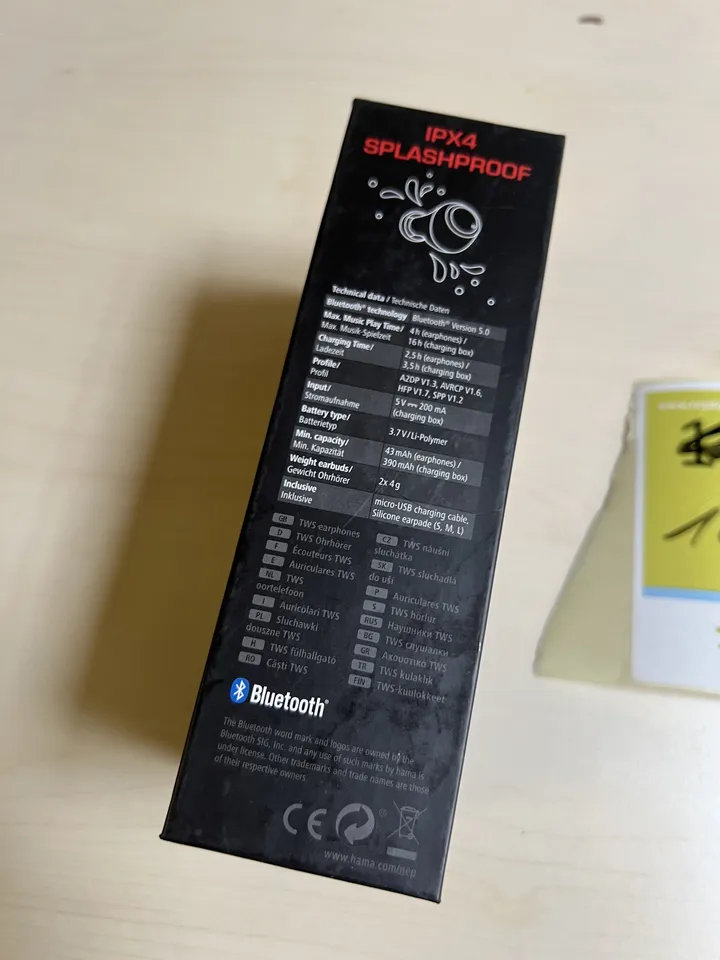 IPX4
SPLASHPROOF
Technical data / Technische Daten
Bluetooth® technology Bluetooth® Version 5.0
Max. Music Play Time/ 4 h (earphones) /
Max. Musik-Spielzeit 16 h (charging box)
Charging Time/ 2,5 h (earphones) /
Ladezeit 3,5 h (charging box)
Profile/ A2DP V1.3, AVRCP V1.6,
Profil HFP V1.7, SPP V1.2
Input/ 5 V ⎓ 200 mA
Stromaufnahme (charging box)
Battery type/ 3.7 V/Li-Polymer
Batterietyp
Min. capacity/ 43 mAh (earphones) /
Min. Kapazität 390 mAh (charging box)
Weight earbuds/ 2x 4 g
Gewicht Ohrhörer
Inclusive micro-USB charging cable,
Inklusive Silicone earpade (S, M, L)
GB TWS earphones
D TWS Ohrhörer
F Écouteurs TWS
E Auriculares TWS
NL TWS
oortelefoon
I Auricolari TWS
PL Słuchawki
douszne TWS
H TWS fülhallgató
RO Căști TWS
CZ TWS náušní
sluchátka
SK TWS slúchadlá
do uší
P Auriculares TWS
S TWS hörlur
RUS Наушники TWS
BG TWS слушалки
GR Ακουστικό TWS
TR TWS kulaklık
FIN TWS-kuulokkeet
Bluetooth®
The Bluetooth word mark and logos are owned by the
Bluetooth SIG, Inc. and any use of such marks by hama is
under license. Other trademarks and trade names are those
of their respective owners.
CE
www.hama.com/nep